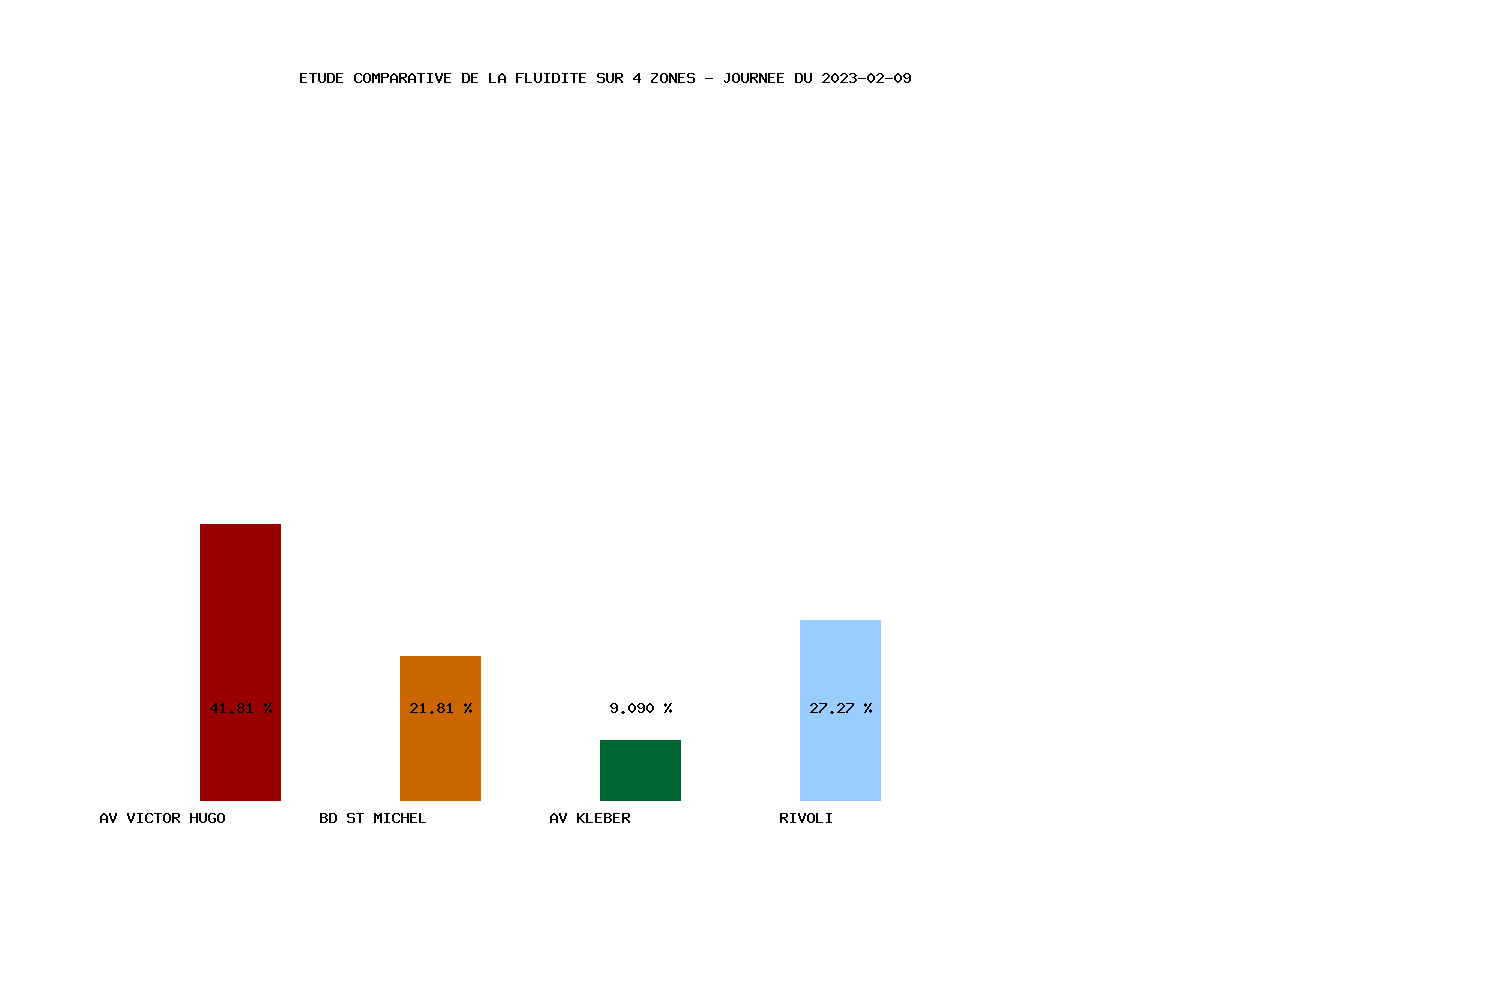 ETUDE COMPARATIVE DE LA FLUIDITE SUR 4 ZONES - JOURNEE DU 2023-02-09
41.81 % 21.81 % 9.090 % 27.27 %
AV VICTOR HUGO BD ST MICHEL AV KLEBER RIVOLI